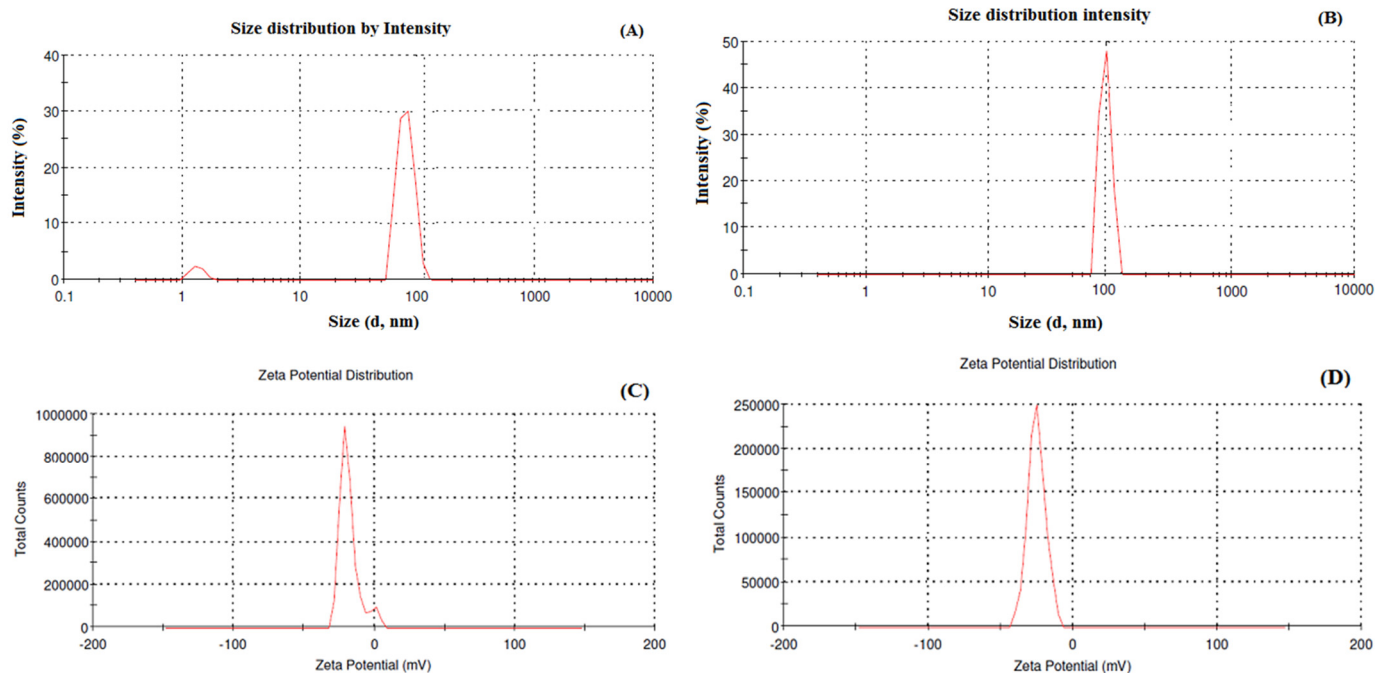 Size distribution by Intensity
(A)
40
30
20
10
0
Intensity (%)
0.1 1 10 100 1000 10000
Size (d, nm)
Size distribution intensity
(B)
50
40
30
20
10
0
Intensity (%)
0.1 1 10 100 1000 10000
Size (d, nm)
Zeta Potential Distribution
(C)
1000000
800000
600000
400000
200000
0
Total Counts
-200 -100 0 100 200
Zeta Potential (mV)
Zeta Potential Distribution
(D)
250000
200000
150000
100000
50000
0
Total Counts
-200 -100 0 100 200
Zeta Potential (mV)